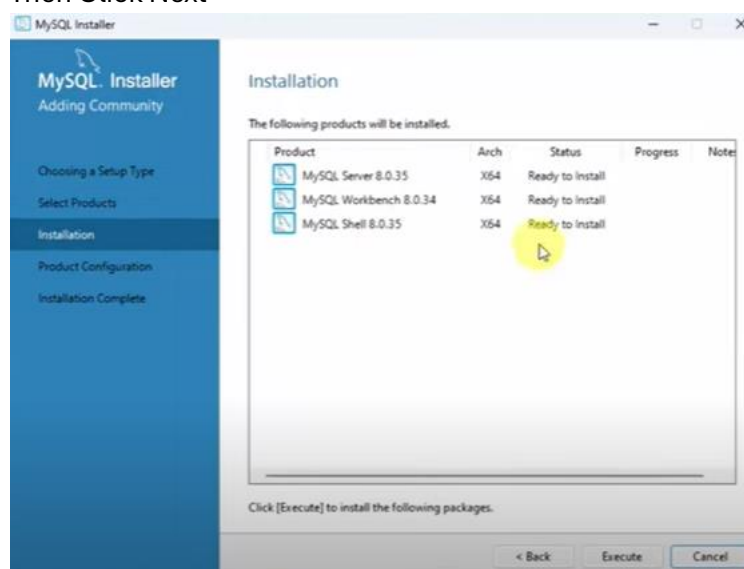 Then Click Next
MySQL Installer
MySQL. Installer
Adding Community
Choosing a Setup Type
Select Products
Installation
Product Configuration
Installation Complete
Installation
The following products will be installed.
Product Arch Status Progress Notes
MySQL Server 8.0.35 X64 Ready to Install
MySQL Workbench 8.0.34 X64 Ready to Install
MySQL Shell 8.0.35 X64 Ready to Install
Click [Execute] to install the following packages.
< Back Execute Cancel